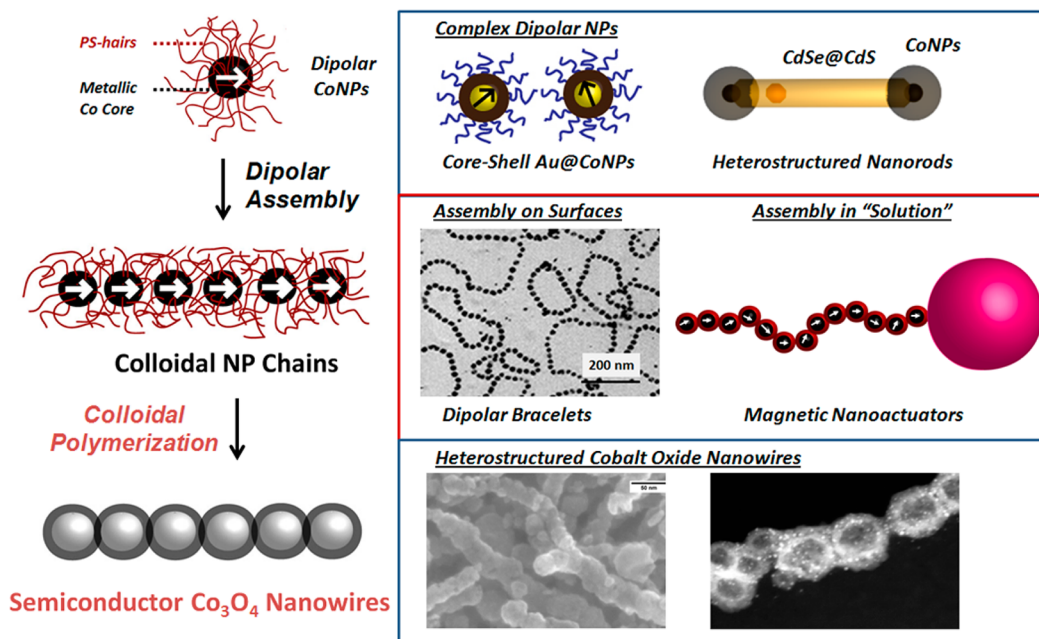 PS-hairs
Metallic
Co Core
Dipolar
CoNPs
Dipolar
Assembly
Colloidal NP Chains
Colloidal
Polymerization
Semiconductor Co₃O₄ Nanowires
Complex Dipolar NPs
Core-Shell Au@CoNPs
CdSe@CdS
CoNPs
Heterostructured Nanorods
Assembly on Surfaces
200 nm
Dipolar Bracelets
Assembly in “Solution”
Magnetic Nanoactuators
Heterostructured Cobalt Oxide Nanowires
50 nm